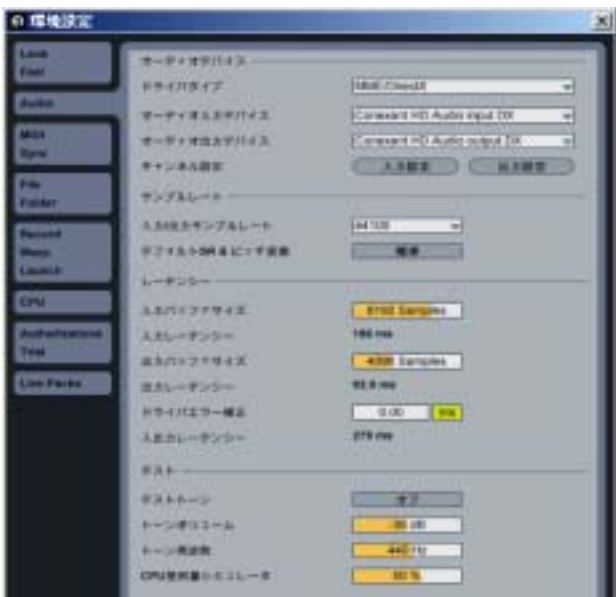 環境設定
Look
Feel
Audio
MIDI
Sync
File
Folder
Record
Warp
Launch
CPU
Authorizations
Trial
Live Packs
オーディオデバイス
ドライバタイプ
MME/DirectX
オーディオ入力デバイス
Conexant HD Audio input DX
オーディオ出力デバイス
Conexant HD Audio output DX
チャンネル設定
入力設定
出力設定
サンプルレート
入力/出力サンプルレート
44100
デフォルトSR & ピッチ変換
標準
レーテンシー
入力バッファサイズ
8192 Samples
入力レーテンシー
186 ms
出力バッファサイズ
4096 Samples
出力レーテンシー
92.9 ms
ドライバエラー補正
0.00
ms
入出力レーテンシー
279 ms
テスト
テストトーン
オフ
トーンボリューム
-36 dB
トーン周波数
440 Hz
CPU使用量シミュレータ
50 %